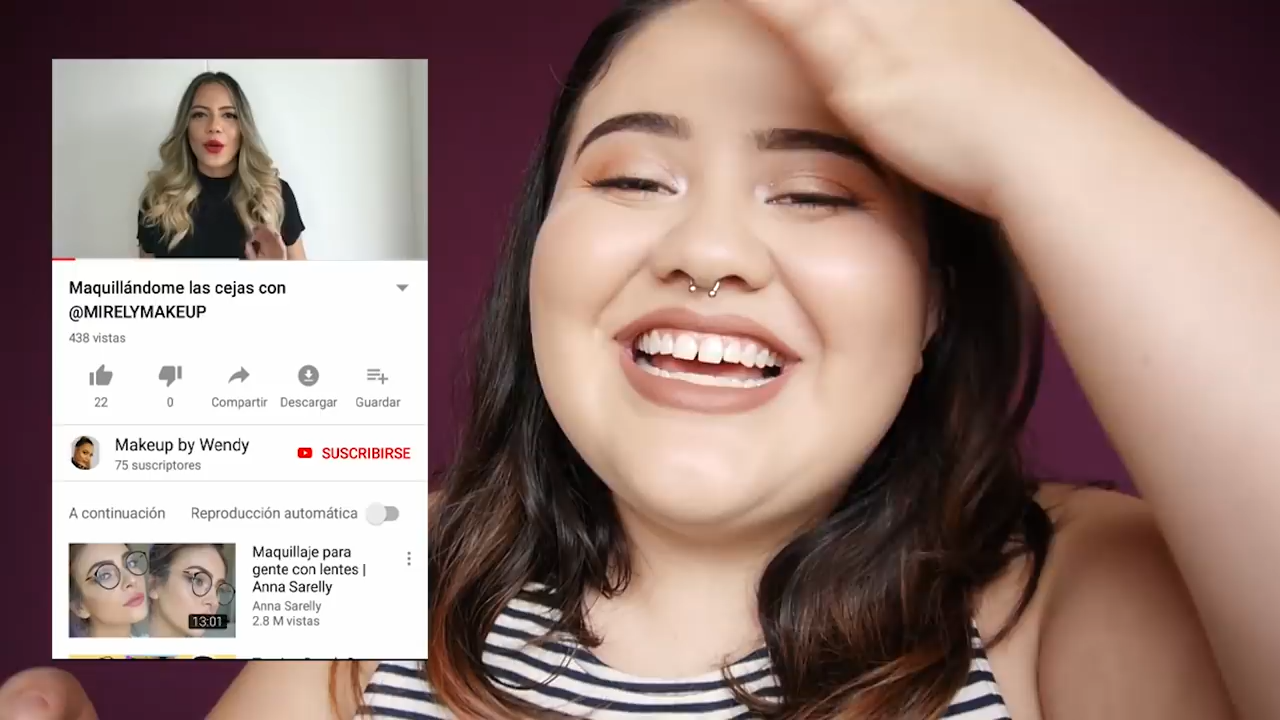 Maquillándome las cejas con
@MIRELYMAKEUP
438 vistas
22
0
Compartir
Descargar
Guardar
Makeup by Wendy
75 suscriptores
SUSCRIBIRSE
A continuación
Reproducción automática
Maquillaje para
gente con lentes |
Anna Sarelly
Anna Sarelly
2.8 M vistas
13:01